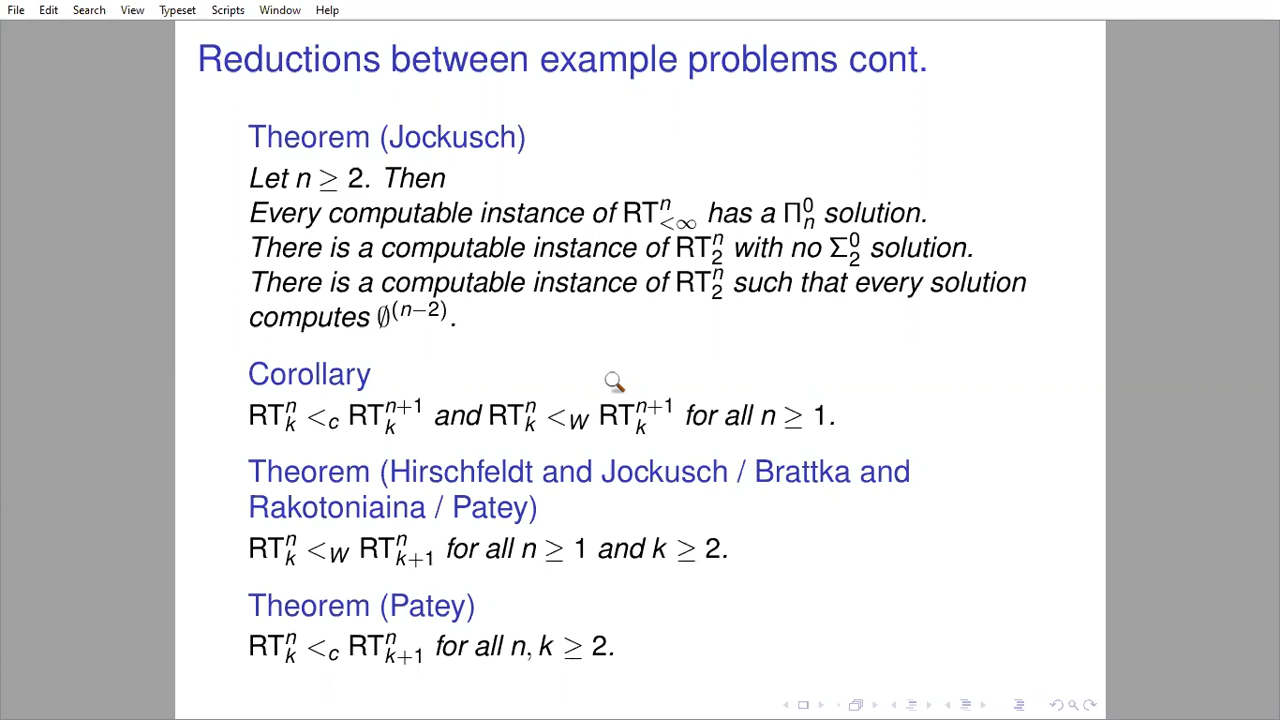 File Edit Search View Typeset Scripts Window Help
Reductions between example problems cont.
Theorem (Jockusch)
Let n ≥ 2. Then
Every computable instance of RT^n_{<∞} has a Π^0_n solution.
There is a computable instance of RT^n_2 with no Σ^0_2 solution.
There is a computable instance of RT^n_2 such that every solution
computes ∅^{(n−2)}.
Corollary
RT^n_k <_c RT^{n+1}_k and RT^n_k <_W RT^{n+1}_k for all n ≥ 1.
Theorem (Hirschfeldt and Jockusch / Brattka and
Rakotoniaina / Patey)
RT^n_k <_W RT^n_{k+1} for all n ≥ 1 and k ≥ 2.
Theorem (Patey)
RT^n_k <_c RT^n_{k+1} for all n, k ≥ 2.